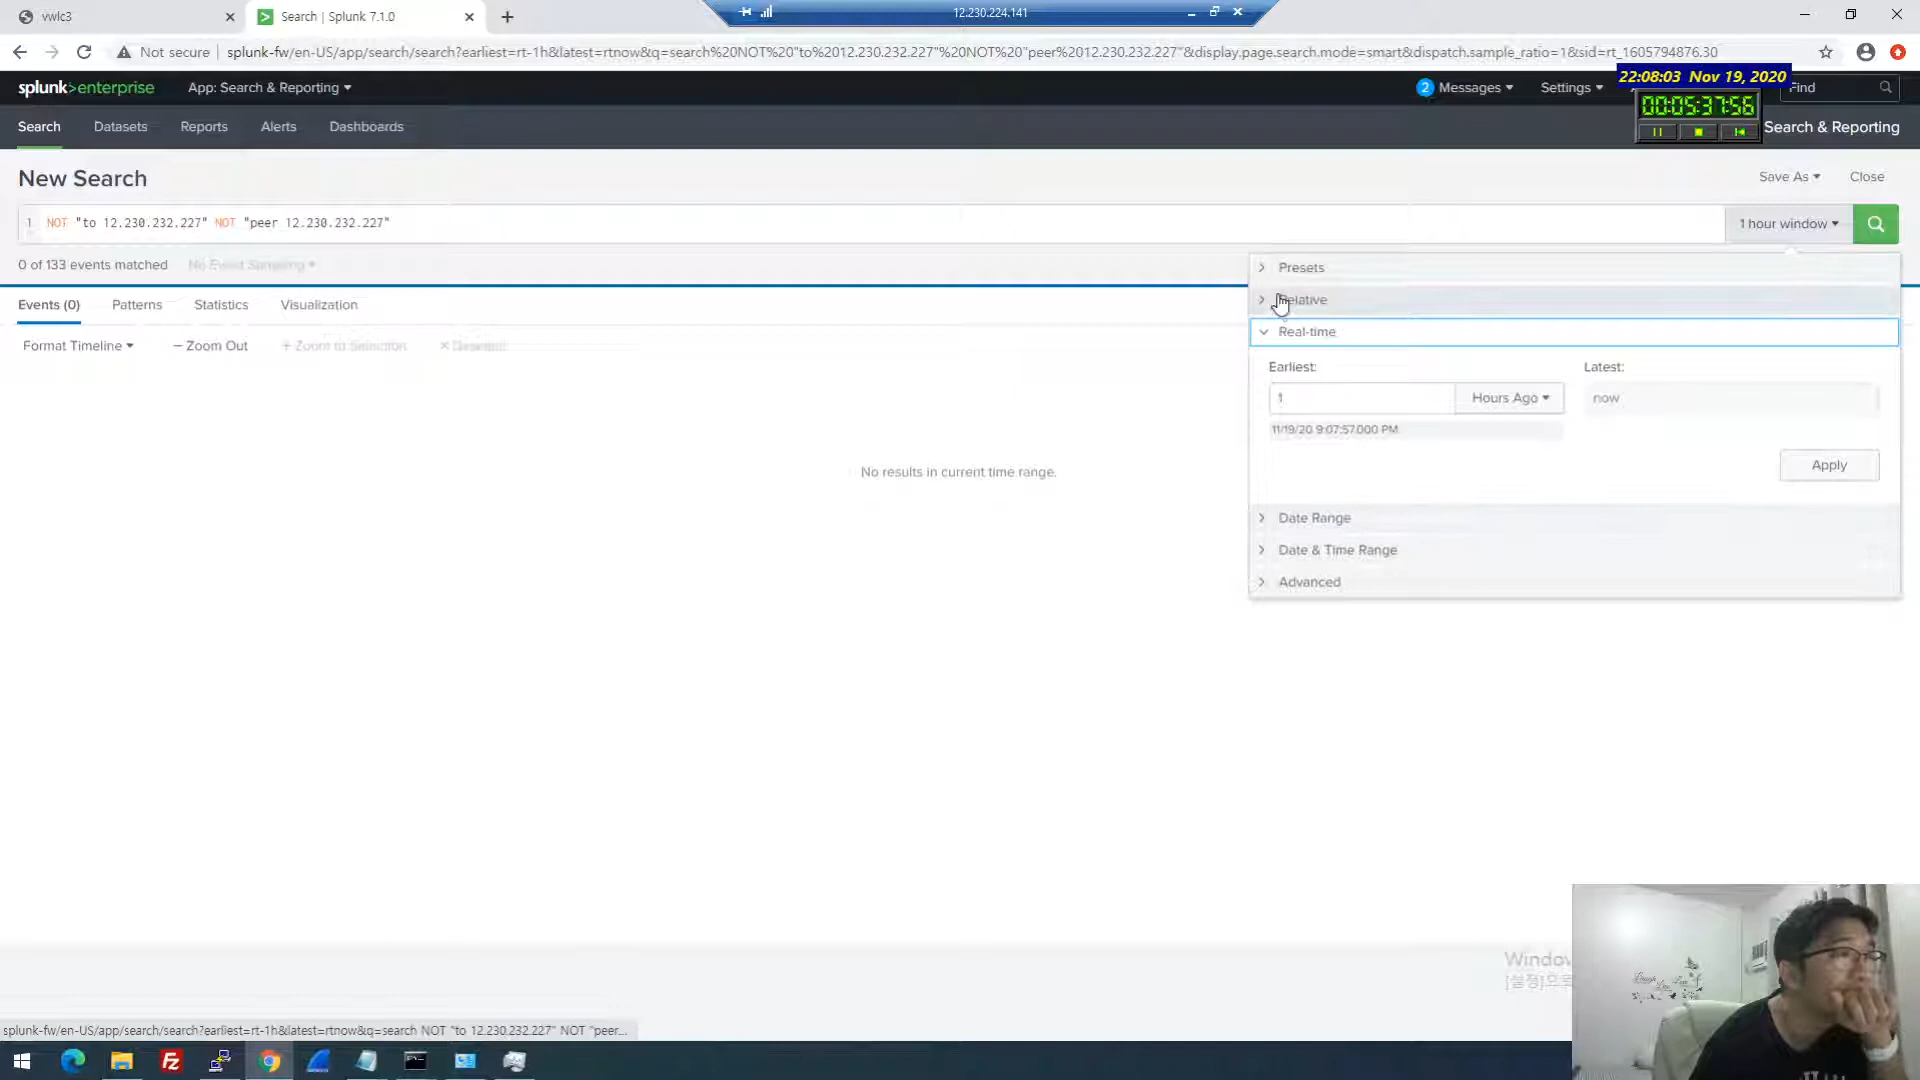 vwlc3
Search | Splunk 7.1.0
12.230.224.141
Not secure
splunk-fw/en-US/app/search/search?earliest=rt-1h&latest=rtnow&q=search%20NOT%20"to%2012.230.232.227"%20NOT%20"peer%2012.230.232.227"&display.page.search.mode=smart&dispatch.sample_ratio=1&sid=rt_1605794876.30
22:08:03 Nov 19, 2020
splunk>enterprise
App: Search & Reporting
2 Messages
Settings
Find
00:05:37:56
Search
Datasets
Reports
Alerts
Dashboards
Search & Reporting
New Search
Save As
Close
1 NOT "to 12.230.232.227" NOT "peer 12.230.232.227"
1 hour window
0 of 133 events matched
No Event Sampling
Presets
Relative
Events (0)
Patterns
Statistics
Visualization
Real-time
Format Timeline
– Zoom Out
+ Zoom to Selection
× Deselect
Earliest:
Latest:
1
Hours Ago
now
11/19/20 9:07:57.000 PM
Apply
No results in current time range.
Date Range
Date & Time Range
Advanced
splunk-fw/en-US/app/search/search?earliest=rt-1h&latest=rtnow&q=search NOT "to 12.230.232.227" NOT "peer...